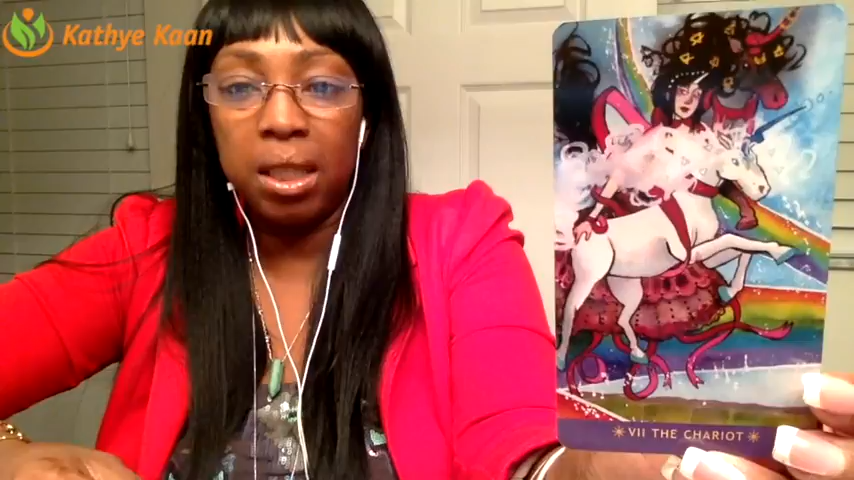 Kathye Kaan
✷ VII THE CHARIOT ✷